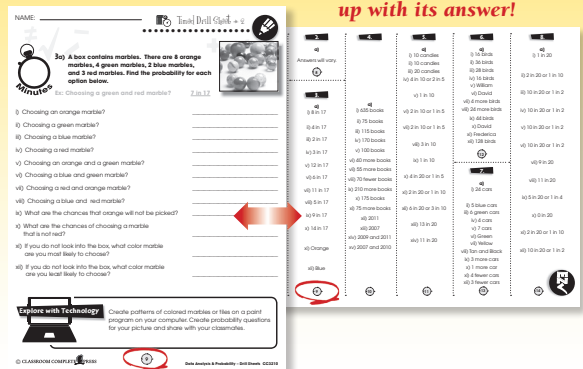 up with its answer!
NAME:
Timed Drill Sheet # 2
3a) A box contains marbles. There are 8 orange
marbles, 4 green marbles, 2 blue marbles,
and 3 red marbles. Find the probability for each
option below.
Minutes
Ex: Choosing a green and red marble? 7 in 17
i) Choosing an orange marble?
ii) Choosing a green marble?
iii) Choosing a blue marble?
iv) Choosing a red marble?
v) Choosing an orange and a green marble?
vi) Choosing a blue and green marble?
vii) Choosing a red and orange marble?
viii) Choosing a blue and red marble?
ix) What are the chances that orange will not be picked?
x) What are the chances of choosing a marble
that is not red?
xi) If you do not look into the box, what color marble
are you most likely to choose?
xii) If you do not look into the box, what color marble
are you least likely to choose?
Explore with Technology
Create patterns of colored marbles or tiles on a paint
program on your computer. Create probability questions
for your picture and share with your classmates.
© CLASSROOM COMPLETE PRESS
9
Data Analysis & Probability – Drill Sheets CC3210
2.
a)
Answers will vary.
3.
a)
i) 8 in 17
ii) 4 in 17
iii) 2 in 17
iv) 3 in 17
v) 12 in 17
vi) 6 in 17
vii) 11 in 17
viii) 5 in 17
ix) 9 in 17
x) 14 in 17
xi) Orange
xii) Blue
9
4.
a)
i) 635 books
ii) 75 books
iii) 115 books
iv) 170 books
v) 100 books
vi) 60 more books
vii) 55 more books
viii) 70 fewer books
ix) 210 more books
x) 175 books
xi) 75 more books
xii) 2011
xiii) 2007
xiv) 2009 and 2011
xv) 2007 and 2010
5.
a)
i) 10 candies
ii) 10 candies
iii) 20 candies
iv) 4 in 10 or 2 in 5
v) 1 in 10
vi) 2 in 10 or 1 in 5
vii) 2 in 10 or 1 in 5
viii) 3 in 10
ix) 1 in 10
x) 4 in 20 or 1 in 5
xi) 2 in 20 or 1 in 10
xii) 6 in 20 or 3 in 10
xiii) 13 in 20
xiv) 11 in 20
6.
a)
i) 16 birds
ii) 36 birds
iii) 28 birds
iv) 16 birds
v) William
vi) David
vii) 4 more birds
viii) 24 more birds
ix) 44 birds
x) David
xi) Frederica
xii) 128 birds
7.
a)
i) 24 cars
ii) 5 blue cars
iii) 6 green cars
iv) 4 cars
v) 7 cars
vi) Green
vii) Yellow
viii) Tan and Black
ix) 3 more cars
x) 1 more car
xi) 4 fewer cars
xii) 3 fewer cars
8.
a)
i) 1 in 20
ii) 2 in 20 or 1 in 10
iii) 10 in 20 or 1 in 2
iv) 10 in 20 or 1 in 2
v) 10 in 20 or 1 in 2
vi) 10 in 20 or 1 in 2
vii) 9 in 20
viii) 11 in 20
ix) 5 in 20 or 1 in 4
x) 0 in 20
xi) 2 in 20 or 1 in 10
xii) 10 in 20 or 1 in 2
EZ